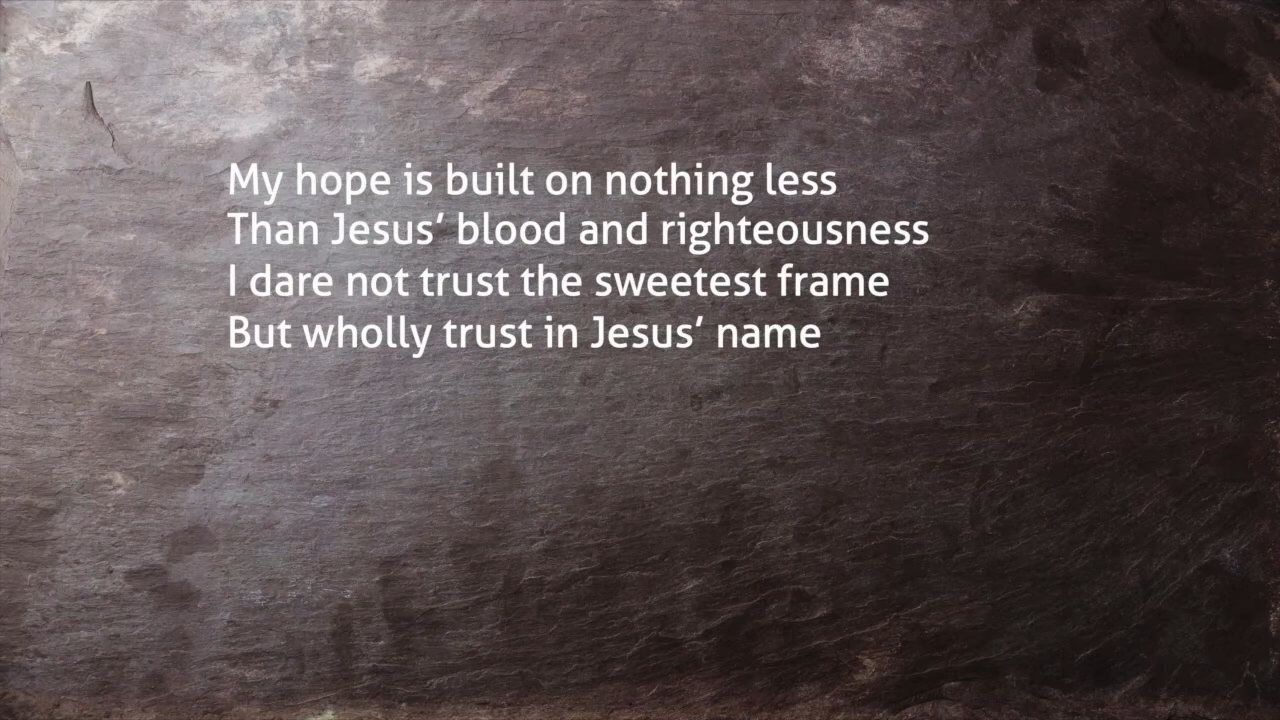 My hope is built on nothing less
Than Jesus’ blood and righteousness
I dare not trust the sweetest frame
But wholly trust in Jesus’ name